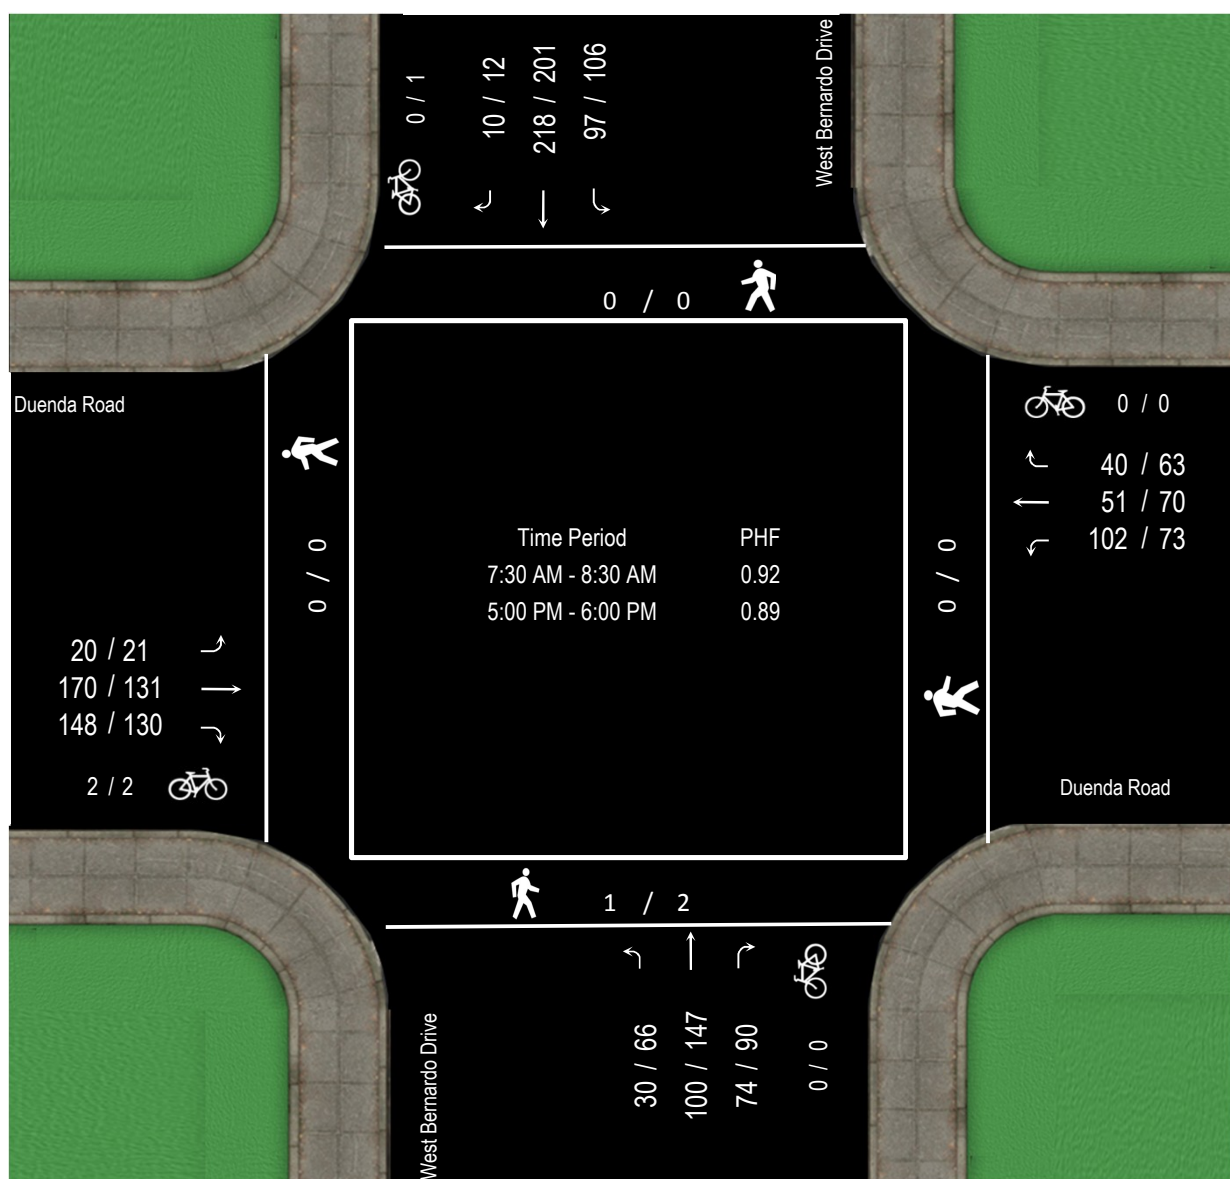 West Bernardo Drive
0 / 1
10 / 12
218 / 201
97 / 106
0 / 0
Duenda Road
0 / 0
40 / 63
51 / 70
102 / 73
0 / 0
0 / 0
Time Period PHF
7:30 AM - 8:30 AM 0.92
5:00 PM - 6:00 PM 0.89
20 / 21
170 / 131
148 / 130
2 / 2
Duenda Road
1 / 2
West Bernardo Drive
30 / 66
100 / 147
74 / 90
0 / 0